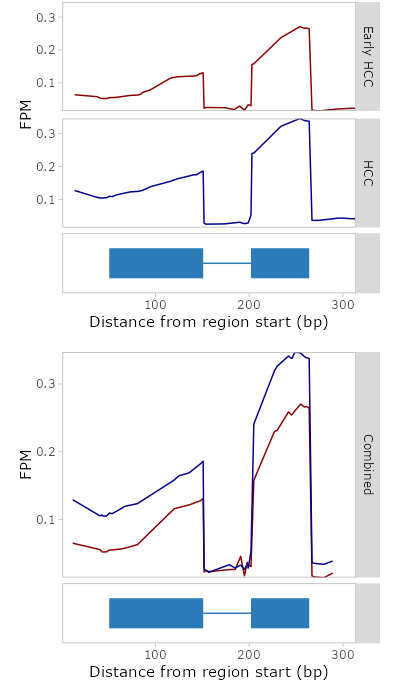 0.3
0.2
0.1
Early HCC
FPM
0.3
0.2
0.1
HCC
100 200 300
Distance from region start (bp)
0.3
0.2
0.1
FPM
Combined
100 200 300
Distance from region start (bp)